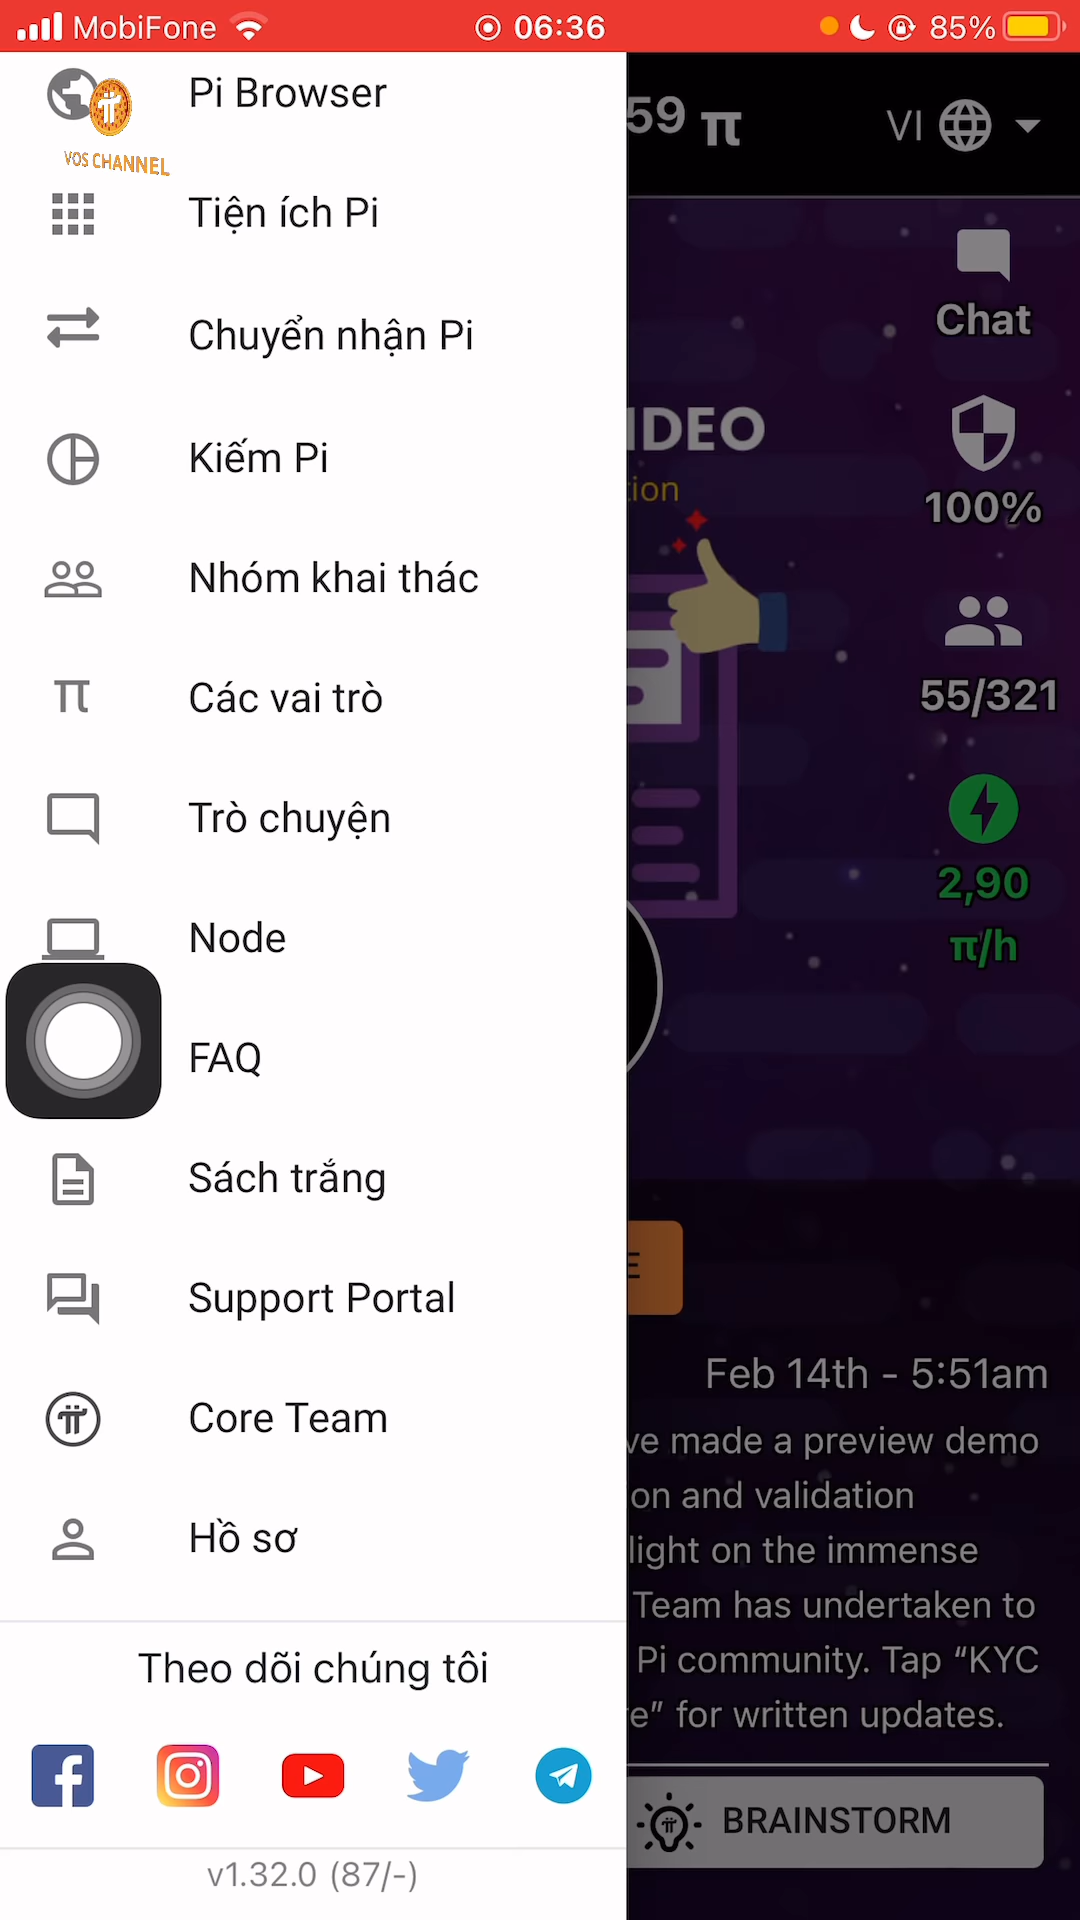 MobiFone
06:36
85%
Pi Browser
VOS CHANNEL
Tiện ích Pi
Chuyển nhận Pi
Kiếm Pi
Nhóm khai thác
Các vai trò
Trò chuyện
Node
FAQ
Sách trắng
Support Portal
Core Team
Hồ sơ
Theo dõi chúng tôi
v1.32.0 (87/-)
59 π
VI
Chat
IDEO
tion
100%
55/321
2,90
π/h
E
Feb 14th - 5:51am
ve made a preview demo
on and validation
light on the immense
Team has undertaken to
Pi community. Tap “KYC
re” for written updates.
BRAINSTORM